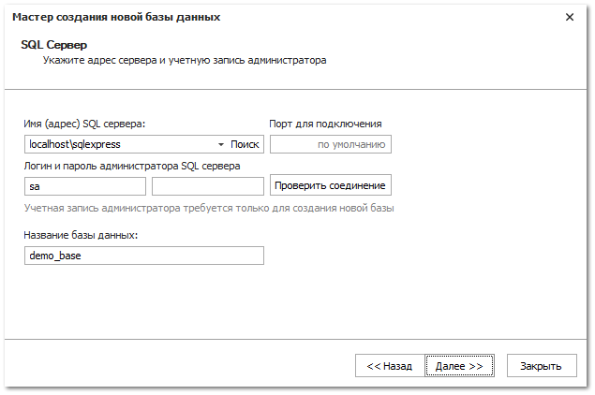 Мастер создания новой базы данных
SQL Сервер
Укажите адрес сервера и учетную запись администратора
Имя (адрес) SQL сервера: Порт для подключения
localhost\sqlexpress Поиск по умолчанию
Логин и пароль администратора SQL сервера
sa Проверить соединение
Учетная запись администратора требуется только для создания новой базы
Название базы данных:
demo_base
<< Назад Далее >> Закрыть